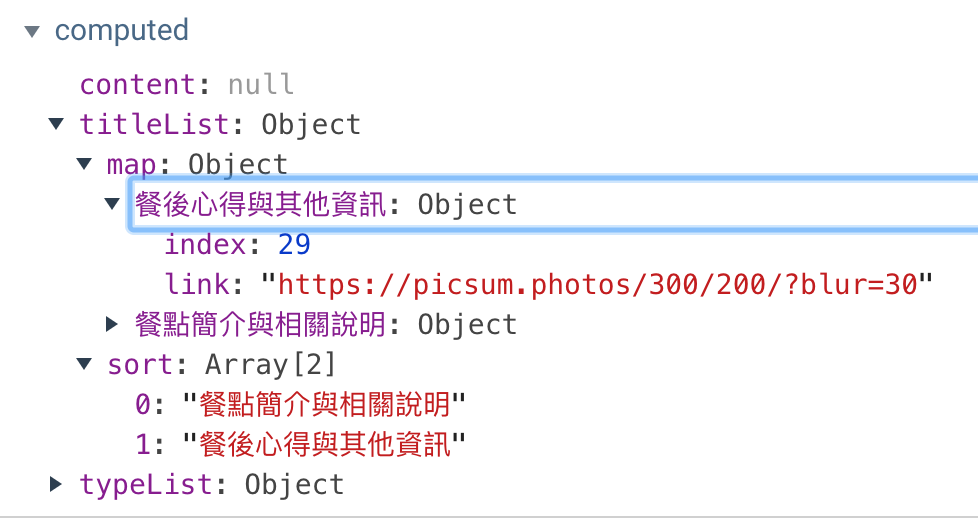 computed
content: null
titleList: Object
map: Object
餐後心得與其他資訊: Object
index: 29
link: "https://picsum.photos/300/200/?blur=30"
餐點簡介與相關說明: Object
sort: Array[2]
0: "餐點簡介與相關說明"
1: "餐後心得與其他資訊"
typeList: Object